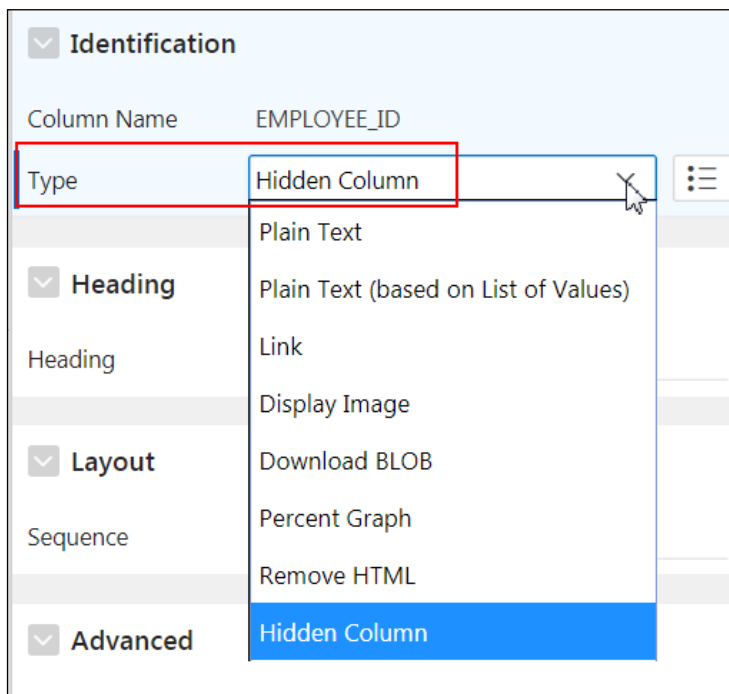 Identification
Column Name EMPLOYEE_ID
Type Hidden Column
Plain Text
Heading
Plain Text (based on List of Values)
Link
Heading
Display Image
Layout
Download BLOB
Percent Graph
Sequence
Remove HTML
Advanced
Hidden Column